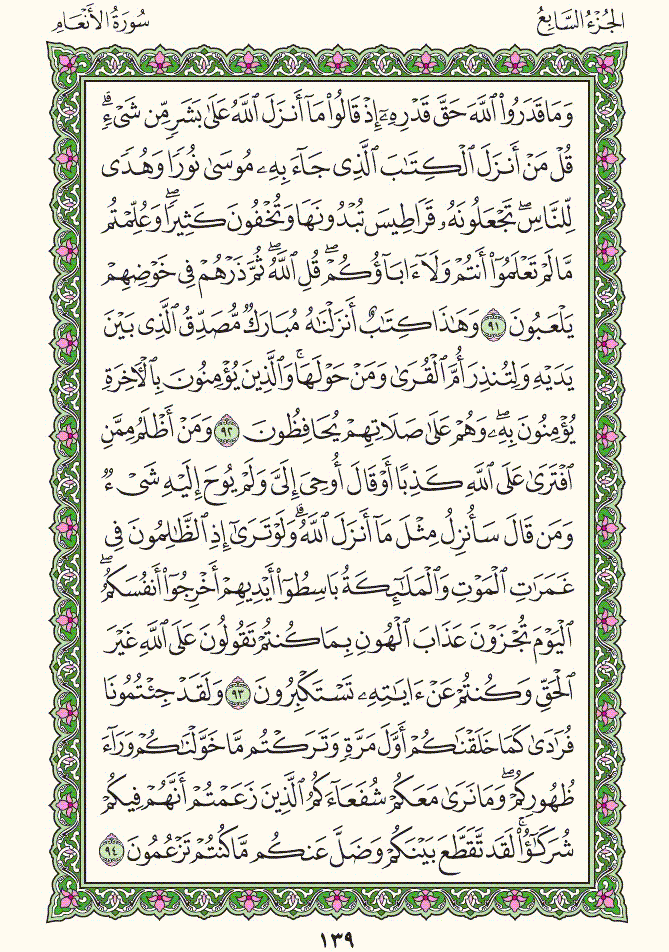 الجُزْءُ السَّابِعُ
سُورَةُ الأَنْعَامِ
وَمَا قَدَرُوا۟ ٱللَّهَ حَقَّ قَدْرِهِۦٓ إِذْ قَالُوا۟ مَآ أَنزَلَ ٱللَّهُ عَلَىٰ بَشَرٍ مِّن شَىْءٍۗ
قُلْ مَنْ أَنزَلَ ٱلْكِتَـٰبَ ٱلَّذِى جَآءَ بِهِۦ مُوسَىٰ نُورًا وَهُدًى
لِّلنَّاسِۖ تَجْعَلُونَهُۥ قَرَاطِيسَ تُبْدُونَهَا وَتُخْفُونَ كَثِيرًاۖ وَعُلِّمْتُم
مَّا لَمْ تَعْلَمُوٓا۟ أَنتُمْ وَلَآ ءَابَآؤُكُمْۖ قُلِ ٱللَّهُۖ ثُمَّ ذَرْهُمْ فِى خَوْضِهِمْ
يَلْعَبُونَ ٩١ وَهَـٰذَا كِتَـٰبٌ أَنزَلْنَـٰهُ مُبَارَكٌ مُّصَدِّقُ ٱلَّذِى بَيْنَ
يَدَيْهِ وَلِتُنذِرَ أُمَّ ٱلْقُرَىٰ وَمَنْ حَوْلَهَاۚ وَٱلَّذِينَ يُؤْمِنُونَ بِٱلْـَٔاخِرَةِ
يُؤْمِنُونَ بِهِۦۖ وَهُمْ عَلَىٰ صَلَاتِهِمْ يُحَافِظُونَ ٩٢ وَمَنْ أَظْلَمُ مِمَّنِ
ٱفْتَرَىٰ عَلَى ٱللَّهِ كَذِبًا أَوْ قَالَ أُوحِىَ إِلَىَّ وَلَمْ يُوحَ إِلَيْهِ شَىْءٌ
وَمَن قَالَ سَأُنزِلُ مِثْلَ مَآ أَنزَلَ ٱللَّهُۗ وَلَوْ تَرَىٰٓ إِذِ ٱلظَّـٰلِمُونَ فِى
غَمَرَٰتِ ٱلْمَوْتِ وَٱلْمَلَـٰٓئِكَةُ بَاسِطُوٓا۟ أَيْدِيهِمْ أَخْرِجُوٓا۟ أَنفُسَكُمُۖ
ٱلْيَوْمَ تُجْزَوْنَ عَذَابَ ٱلْهُونِ بِمَا كُنتُمْ تَقُولُونَ عَلَى ٱللَّهِ غَيْرَ
ٱلْحَقِّ وَكُنتُمْ عَنْ ءَايَـٰتِهِۦ تَسْتَكْبِرُونَ ٩٣ وَلَقَدْ جِئْتُمُونَا
فُرَٰدَىٰ كَمَا خَلَقْنَـٰكُمْ أَوَّلَ مَرَّةٍ وَتَرَكْتُم مَّا خَوَّلْنَـٰكُمْ وَرَآءَ
ظُهُورِكُمْۖ وَمَا نَرَىٰ مَعَكُمْ شُفَعَآءَكُمُ ٱلَّذِينَ زَعَمْتُمْ أَنَّهُمْ فِيكُمْ
شُرَكَـٰٓؤُا۟ۚ لَقَد تَّقَطَّعَ بَيْنَكُمْ وَضَلَّ عَنكُم مَّا كُنتُمْ تَزْعُمُونَ ٩٤
١٣٩